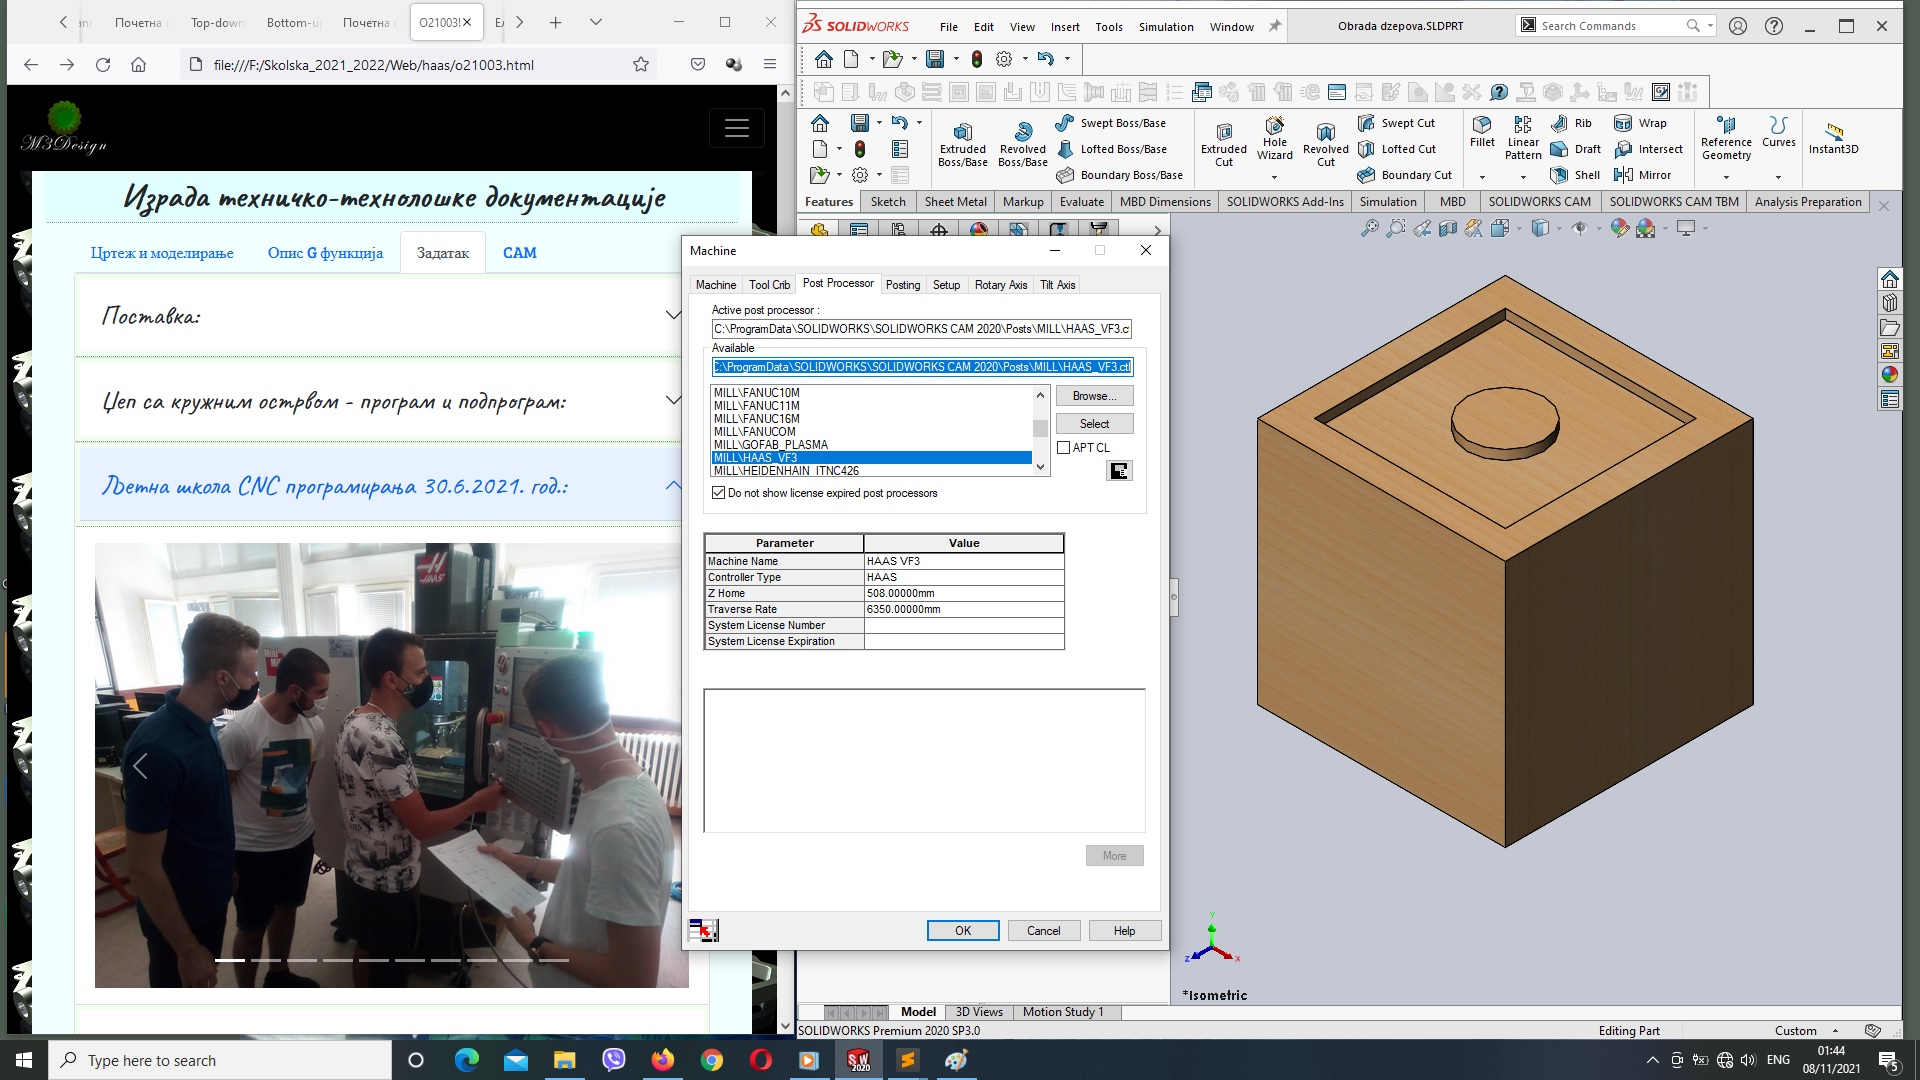 Почетна
Top-down
Bottom-u
Почетна
O21003!
file:///F:/Skolska_2021_2022/Web/haas/o21003.html
M3Design
Израда техничко-технолошке документације
Цртеж и моделирање
Опис G функција
Задатак
CAM
Поставка:
Џеп са кружним острвом - програм и подпрограм:
Љетна школа CNC програмирања 30.6.2021. год.:
HAAS
SOLIDWORKS
File
Edit
View
Insert
Tools
Simulation
Window
Obrada dzepova.SLDPRT
Search Commands
Extruded Boss/Base
Revolved Boss/Base
Swept Boss/Base
Lofted Boss/Base
Boundary Boss/Base
Extruded Cut
Hole Wizard
Revolved Cut
Swept Cut
Lofted Cut
Boundary Cut
Fillet
Linear Pattern
Rib
Draft
Shell
Wrap
Intersect
Mirror
Reference Geometry
Curves
Instant3D
Features
Sketch
Sheet Metal
Markup
Evaluate
MBD Dimensions
SOLIDWORKS Add-Ins
Simulation
MBD
SOLIDWORKS CAM
SOLIDWORKS CAM TBM
Analysis Preparation
Machine
Machine
Tool Crib
Post Processor
Posting
Setup
Rotary Axis
Tilt Axis
Active post processor :
C:\ProgramData\SOLIDWORKS\SOLIDWORKS CAM 2020\Posts\MILL\HAAS_VF3.ct
Available
C:\ProgramData\SOLIDWORKS\SOLIDWORKS CAM 2020\Posts\MILL\HAAS_VF3.ctl
MILL\FANUC10M
MILL\FANUC11M
MILL\FANUC16M
MILL\FANUCOM
MILL\GOFAB_PLASMA
MILL\HAAS_VF3
MILL\HEIDENHAIN_ITNC426
Browse...
Select
APT CL
Do not show license expired post processors
Parameter Value
Machine Name HAAS VF3
Controller Type HAAS
Z Home 508.00000mm
Traverse Rate 6350.00000mm
System License Number
System License Expiration
More
OK
Cancel
Help
Y
Z
X
*Isometric
Model
3D Views
Motion Study 1
SOLIDWORKS Premium 2020 SP3.0
Editing Part
Custom
Type here to search
SW
2020
ENG
01:44
08/11/2021
5